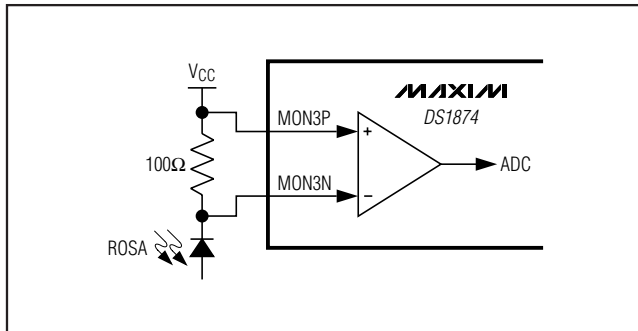 VCC
MAXIM
DS1874
MON3P
+
100Ω
ADC
MON3N
−
ROSA